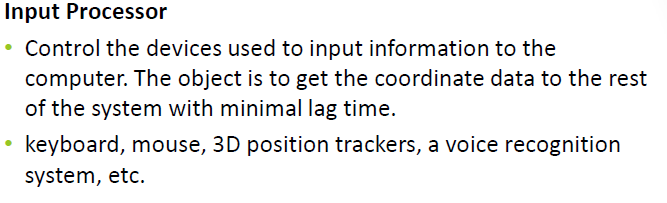 Input Processor
• Control the devices used to input information to the
computer. The object is to get the coordinate data to the rest
of the system with minimal lag time.
• keyboard, mouse, 3D position trackers, a voice recognition
system, etc.